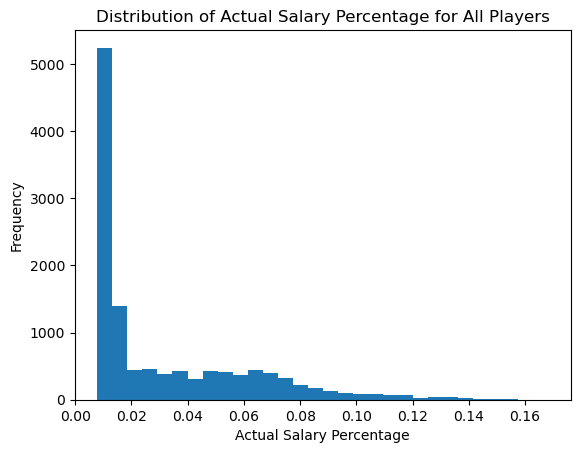 Distribution of Actual Salary Percentage for All Players
5000
4000
3000
2000
1000
0
Frequency
0.00 0.02 0.04 0.06 0.08 0.10 0.12 0.14 0.16
Actual Salary Percentage